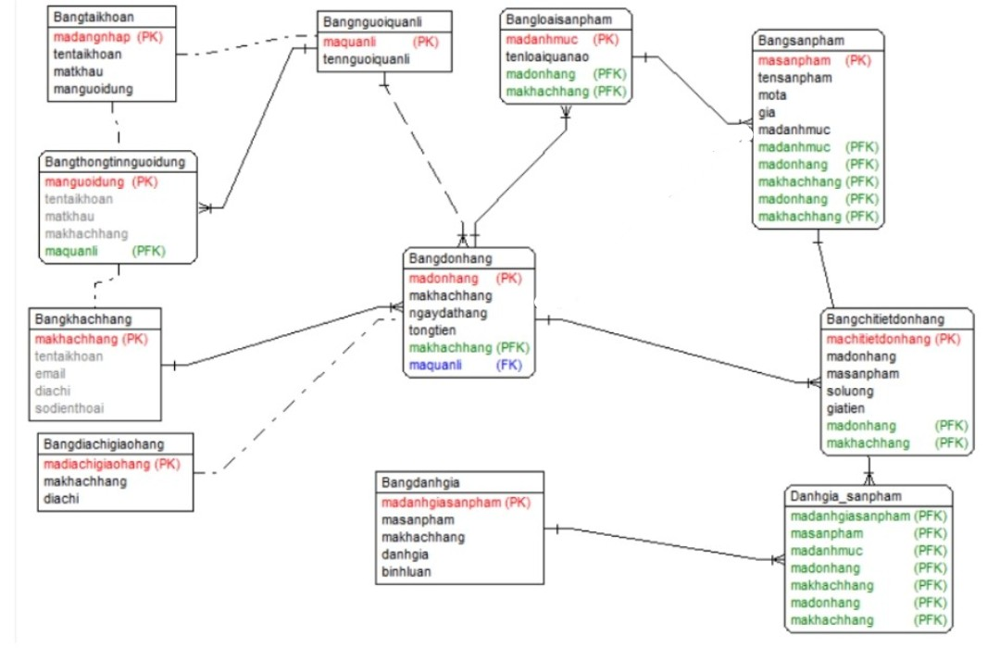 Bangtaikhoan
madangnhap (PK)
tentaikhoan
matkhau
manguoidung
Bangnguoiquanli
maquanli (PK)
tennguoiquanli
Bangloaisanpham
madanhmuc (PK)
tenloaiquanao
madonhang (PFK)
makhachhang (PFK)
Bangsanpham
masanpham (PK)
tensanpham
mota
gia
madanhmuc
madanhmuc (PFK)
madonhang (PFK)
makhachhang (PFK)
madonhang (PFK)
makhachhang (PFK)
Bangthongtinnguoidung
manguoidung (PK)
tentaikhoan
matkhau
makhachhang
maquanli (PFK)
Bangdonhang
madonhang (PK)
makhachhang
ngaydathang
tongtien
makhachhang (PFK)
maquanli (FK)
Bangkhachhang
makhachhang (PK)
tentaikhoan
email
diachi
sodienthoai
Bangchitietdonhang
machitietdonhang (PK)
madonhang
masanpham
soluong
giatien
madonhang (PFK)
makhachhang (PFK)
Bangdiachigiaohang
madiachigiaohang (PK)
makhachhang
diachi
Bangdanhgia
madanhgiasanpham (PK)
masanpham
makhachhang
danhgia
binhluan
Danhgia_sanpham
madanhgiasanpham (PFK)
masanpham (PFK)
madanhmuc (PFK)
madonhang (PFK)
makhachhang (PFK)
madonhang (PFK)
makhachhang (PFK)